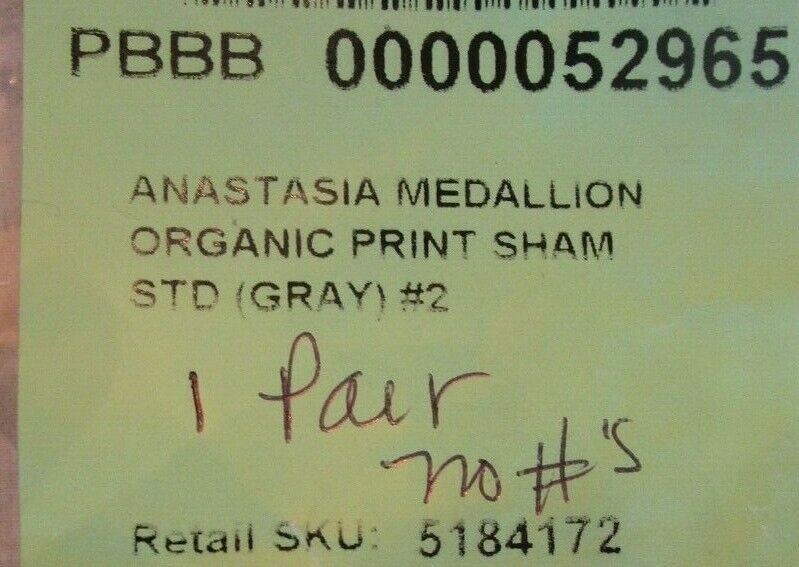 PBBB 0000052965
ANASTASIA MEDALLION
ORGANIC PRINT SHAM
STD (GRAY) #2
1 Pair
no #'s
Retail SKU: 5184172